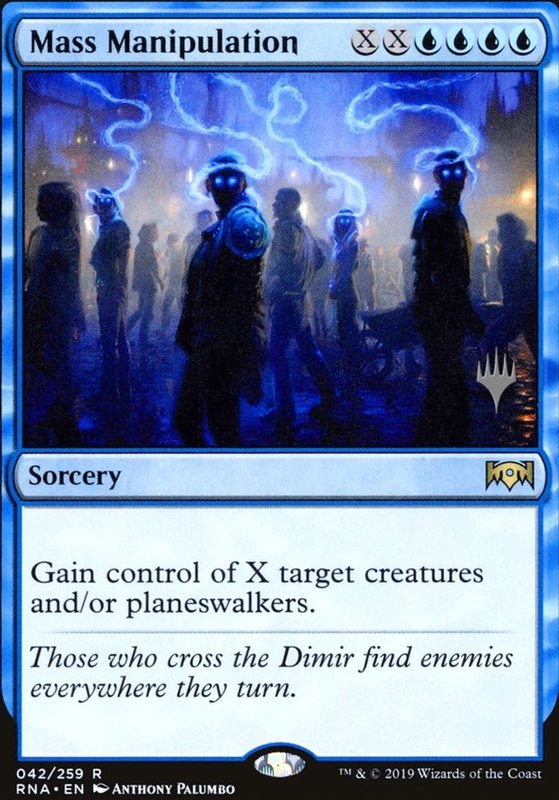 Mass Manipulation XX
Sorcery
Gain control of X target creatures
and/or planeswalkers.
Those who cross the Dimir find enemies
everywhere they turn.
042/259 R
RNA • EN Anthony Palumbo
™ & © 2019 Wizards of the Coast